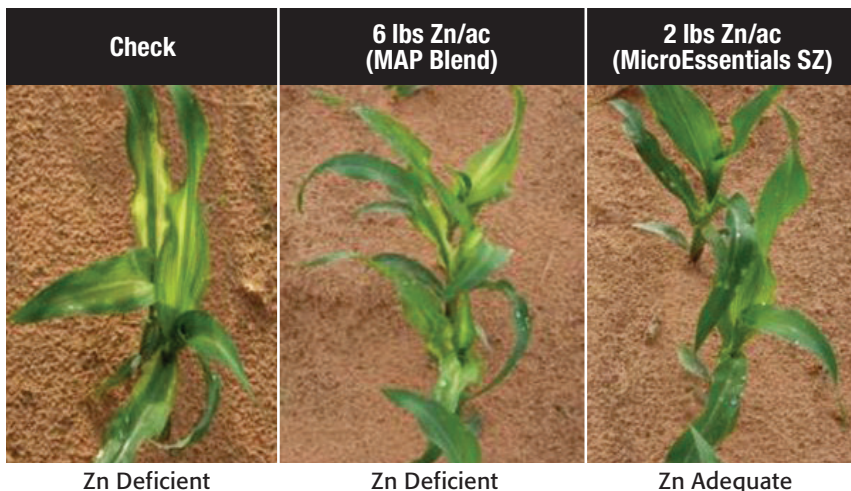 Check
6 lbs Zn/ac
(MAP Blend)
2 lbs Zn/ac
(MicroEssentials SZ)
Zn Deficient
Zn Deficient
Zn Adequate